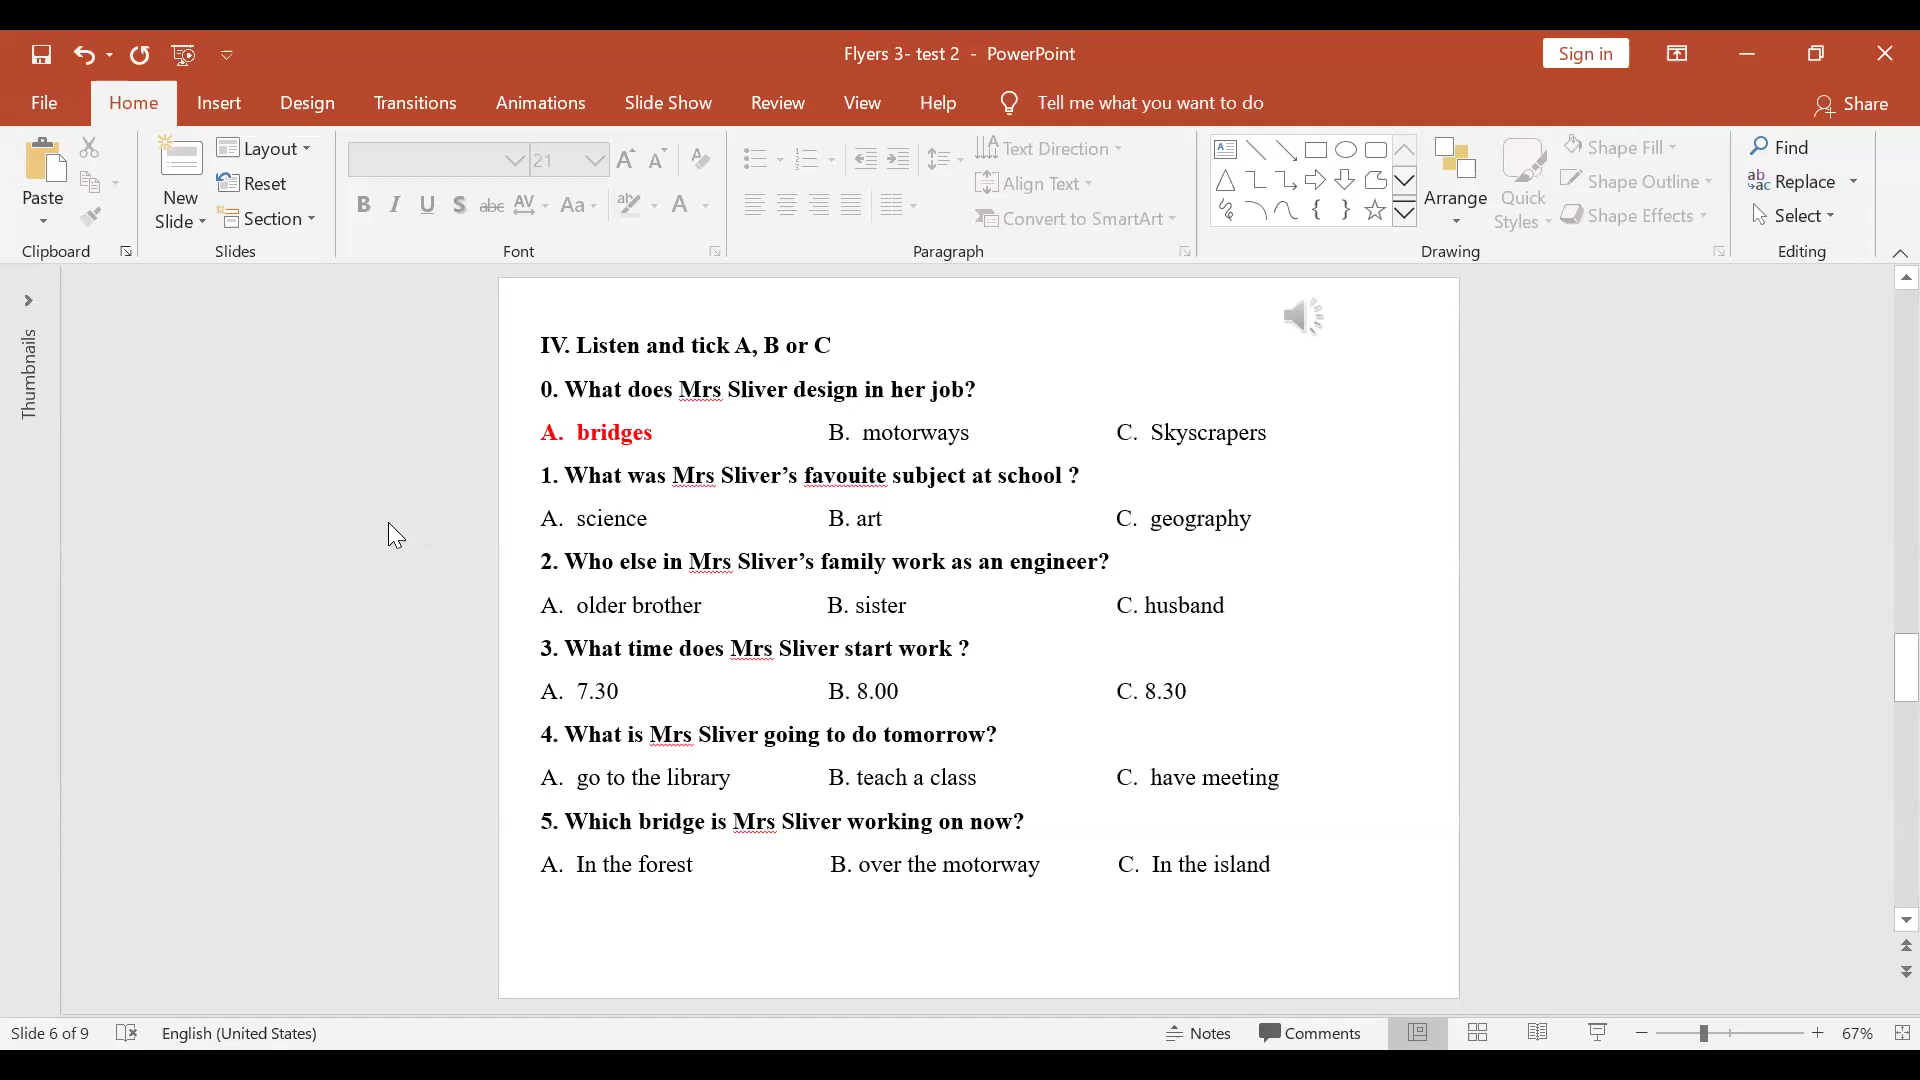 Flyers 3- test 2 - PowerPoint
Sign in
File Home Insert Design Transitions Animations Slide Show Review View Help Tell me what you want to do Share
Paste
Clipboard
New Slide
Layout
Reset
Section
Slides
21
B I U S abc AV Aa A
Font
Text Direction
Align Text
Convert to SmartArt
Paragraph
Arrange
Quick Styles
Shape Fill
Shape Outline
Shape Effects
Drawing
Find
Replace
Select
Editing
Thumbnails
IV. Listen and tick A, B or C
0. What does Mrs Sliver design in her job?
A. bridges B. motorways C. Skyscrapers
1. What was Mrs Sliver’s favouite subject at school ?
A. science B. art C. geography
2. Who else in Mrs Sliver’s family work as an engineer?
A. older brother B. sister C. husband
3. What time does Mrs Sliver start work ?
A. 7.30 B. 8.00 C. 8.30
4. What is Mrs Sliver going to do tomorrow?
A. go to the library B. teach a class C. have meeting
5. Which bridge is Mrs Sliver working on now?
A. In the forest B. over the motorway C. In the island
Slide 6 of 9 English (United States) Notes Comments 67%